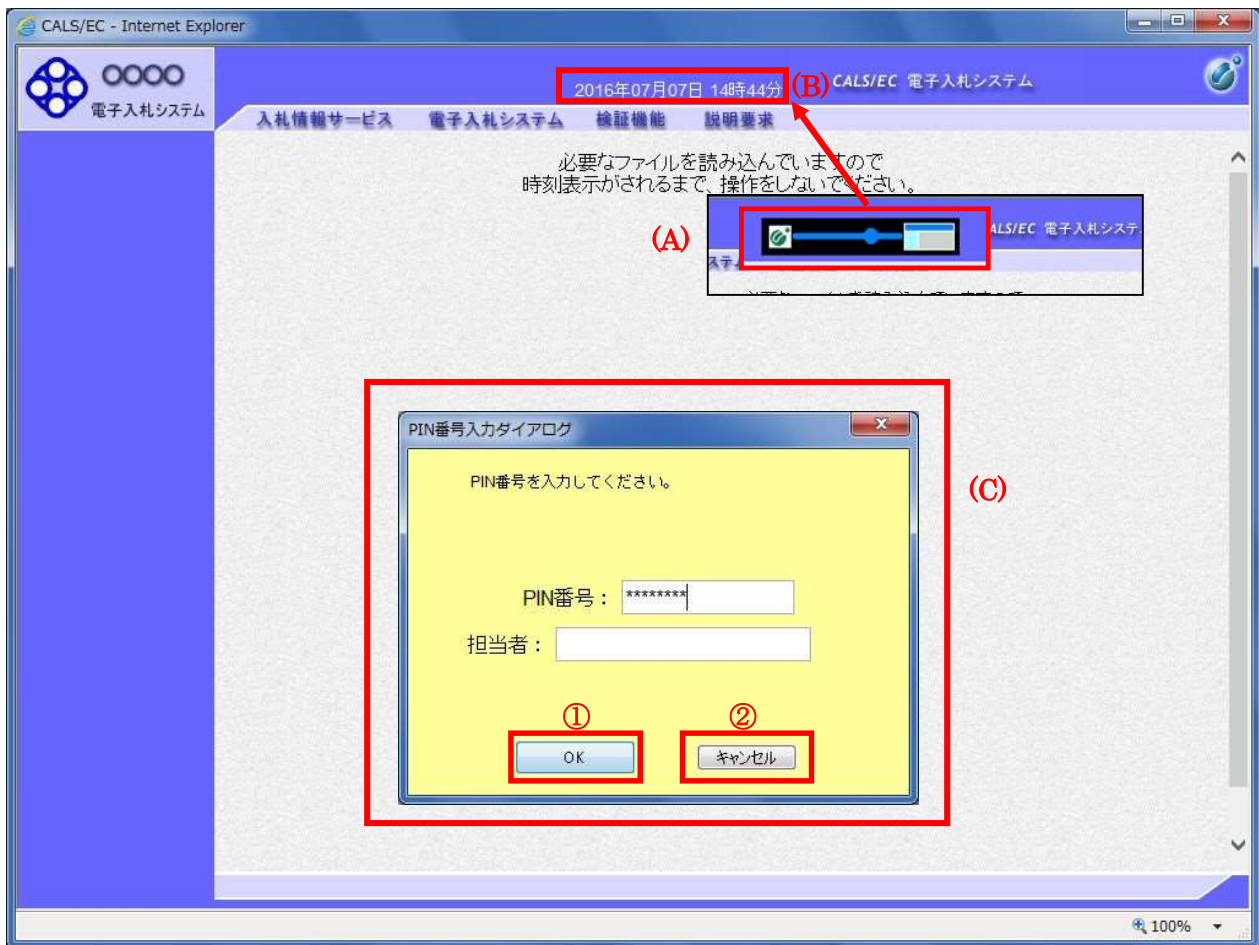 CALS/EC - Internet Explorer
○○○○
電子入札システム
2016年07月07日 14時44分
(B)
CALS/EC 電子入札システム
入札情報サービス 電子入札システム 検証機能 説明要求
必要なファイルを読み込んでいますので
時刻表示がされるまで、操作をしないでください。
(A)
ALS/EC 電子入札システ
ステ
PIN番号入力ダイアログ
PIN番号を入力してください。
(C)
PIN番号： ********
担当者：
① ②
OK キャンセル
100%